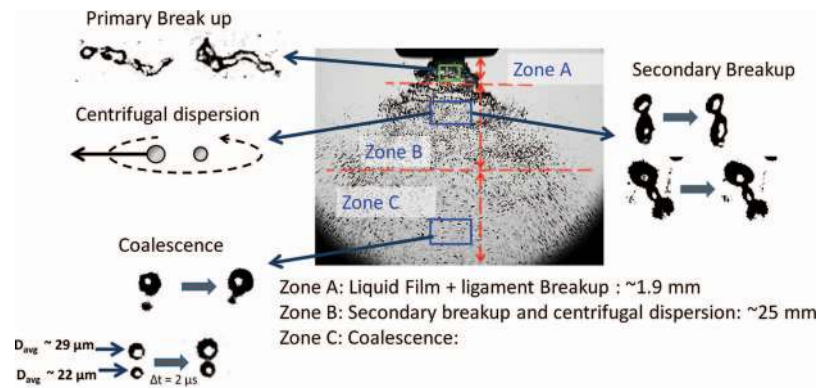 Primary Break up
Zone A
Secondary Breakup
Centrifugal dispersion
Zone B
Zone C
Coalescence
Zone A: Liquid Film + ligament Breakup : ~1.9 mm
Zone B: Secondary breakup and centrifugal dispersion: ~25 mm
Zone C: Coalescence:
Davg ~ 29 µm
Davg ~ 22 µm
Δt = 2 µs